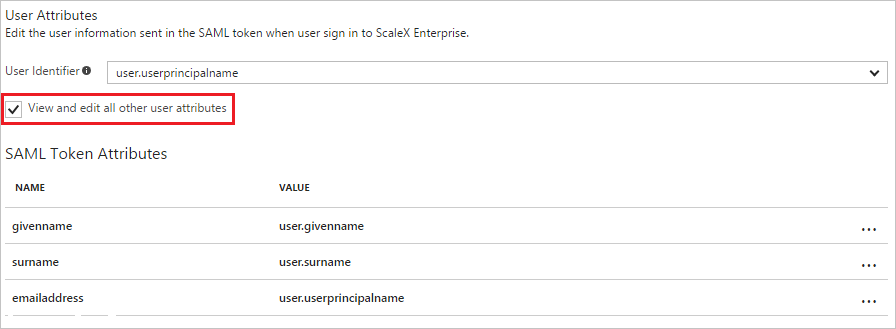 User Attributes
Edit the user information sent in the SAML token when user sign in to ScaleX Enterprise.
User Identifier
user.userprincipalname
View and edit all other user attributes
SAML Token Attributes
NAME VALUE
givenname user.givenname ...
surname user.surname ...
emailaddress user.userprincipalname ...